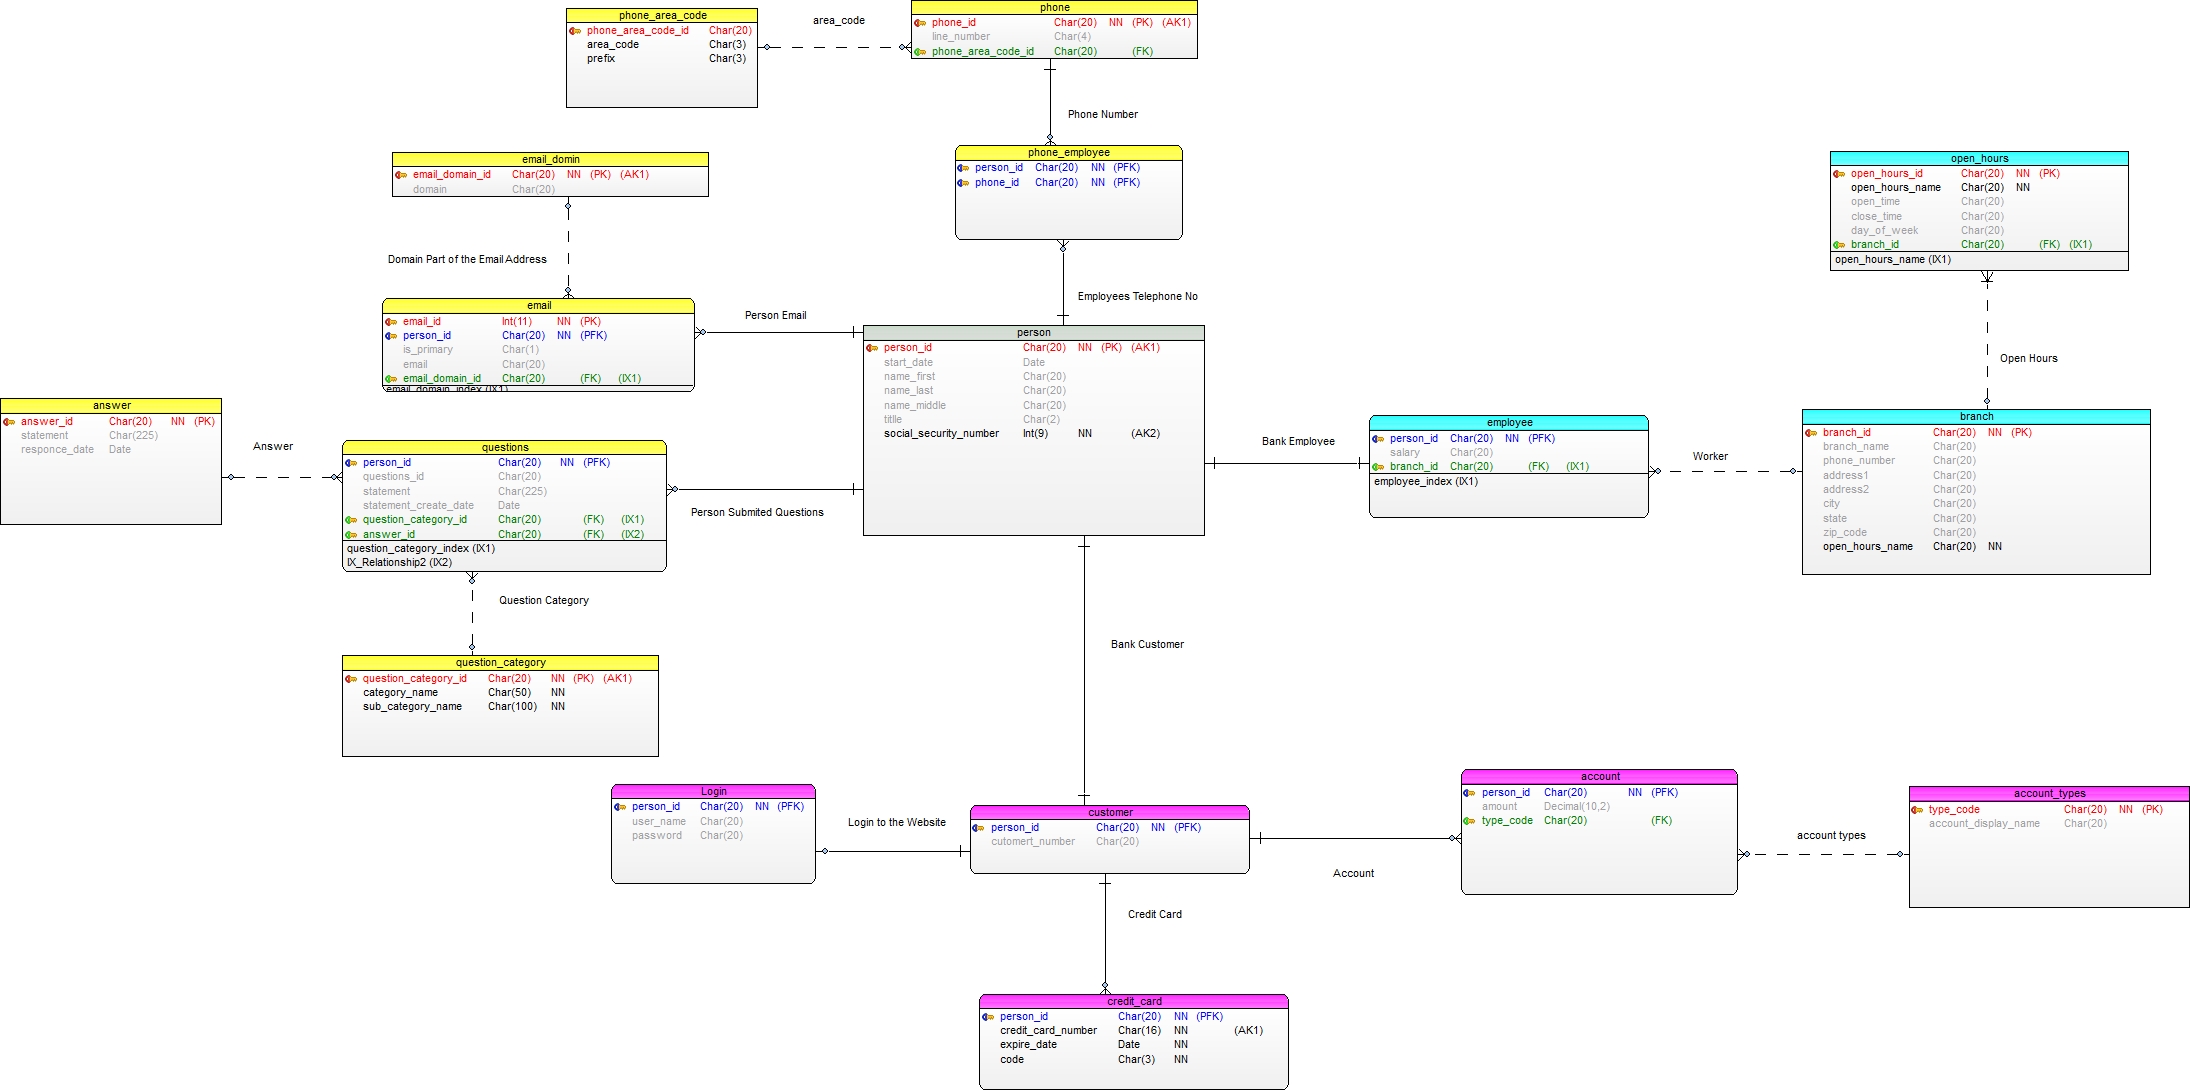 phone_area_code
phone_area_code_id Char(20)
area_code Char(3)
prefix Char(3)
area_code
phone
phone_id Char(20) NN (PK) (AK1)
line_number Char(4)
phone_area_code_id Char(20) (FK)
Phone Number
email_domin
email_domain_id Char(20) NN (PK) (AK1)
domain Char(20)
phone_employee
person_id Char(20) NN (PFK)
phone_id Char(20) NN (PFK)
open_hours
open_hours_id Char(20) NN (PK)
open_hours_name Char(20) NN
open_time Char(20)
close_time Char(20)
day_of_week Char(20)
branch_id Char(20) (FK) (IX1)
open_hours_name (IX1)
Domain Part of the Email Address
Employees Telephone No
email
email_id Int(11) NN (PK)
person_id Char(20) NN (PFK)
is_primary Char(1)
email Char(20)
email_domain_id Char(20) (FK) (IX1)
email_domain_index (IX1)
Person Email
person
person_id Char(20) NN (PK) (AK1)
start_date Date
name_first Char(20)
name_last Char(20)
name_middle Char(20)
titlle Char(2)
social_security_number Int(9) NN (AK2)
Open Hours
answer
answer_id Char(20) NN (PK)
statement Char(225)
responce_date Date
Answer
questions
person_id Char(20) NN (PFK)
questions_id Char(20)
statement Char(225)
statement_create_date Date
question_category_id Char(20) (FK) (IX1)
answer_id Char(20) (FK) (IX2)
question_category_index (IX1)
IX_Relationship2 (IX2)
Person Submited Questions
Bank Employee
employee
person_id Char(20) NN (PFK)
salary Char(20)
branch_id Char(20) (FK) (IX1)
employee_index (IX1)
Worker
branch
branch_id Char(20) NN (PK)
branch_name Char(20)
phone_number Char(20)
address1 Char(20)
address2 Char(20)
city Char(20)
state Char(20)
zip_code Char(20)
open_hours_name Char(20) NN
Question Category
Bank Customer
question_category
question_category_id Char(20) NN (PK) (AK1)
category_name Char(50) NN
sub_category_name Char(100) NN
Login
person_id Char(20) NN (PFK)
user_name Char(20)
password Char(20)
Login to the Website
customer
person_id Char(20) NN (PFK)
cutomert_number Char(20)
Account
account
person_id Char(20) NN (PFK)
amount Decimal(10,2)
type_code Char(20) (FK)
account types
account_types
type_code Char(20) NN (PK)
account_display_name Char(20)
Credit Card
credit_card
person_id Char(20) NN (PFK)
credit_card_number Char(16) NN (AK1)
expire_date Date NN
code Char(3) NN